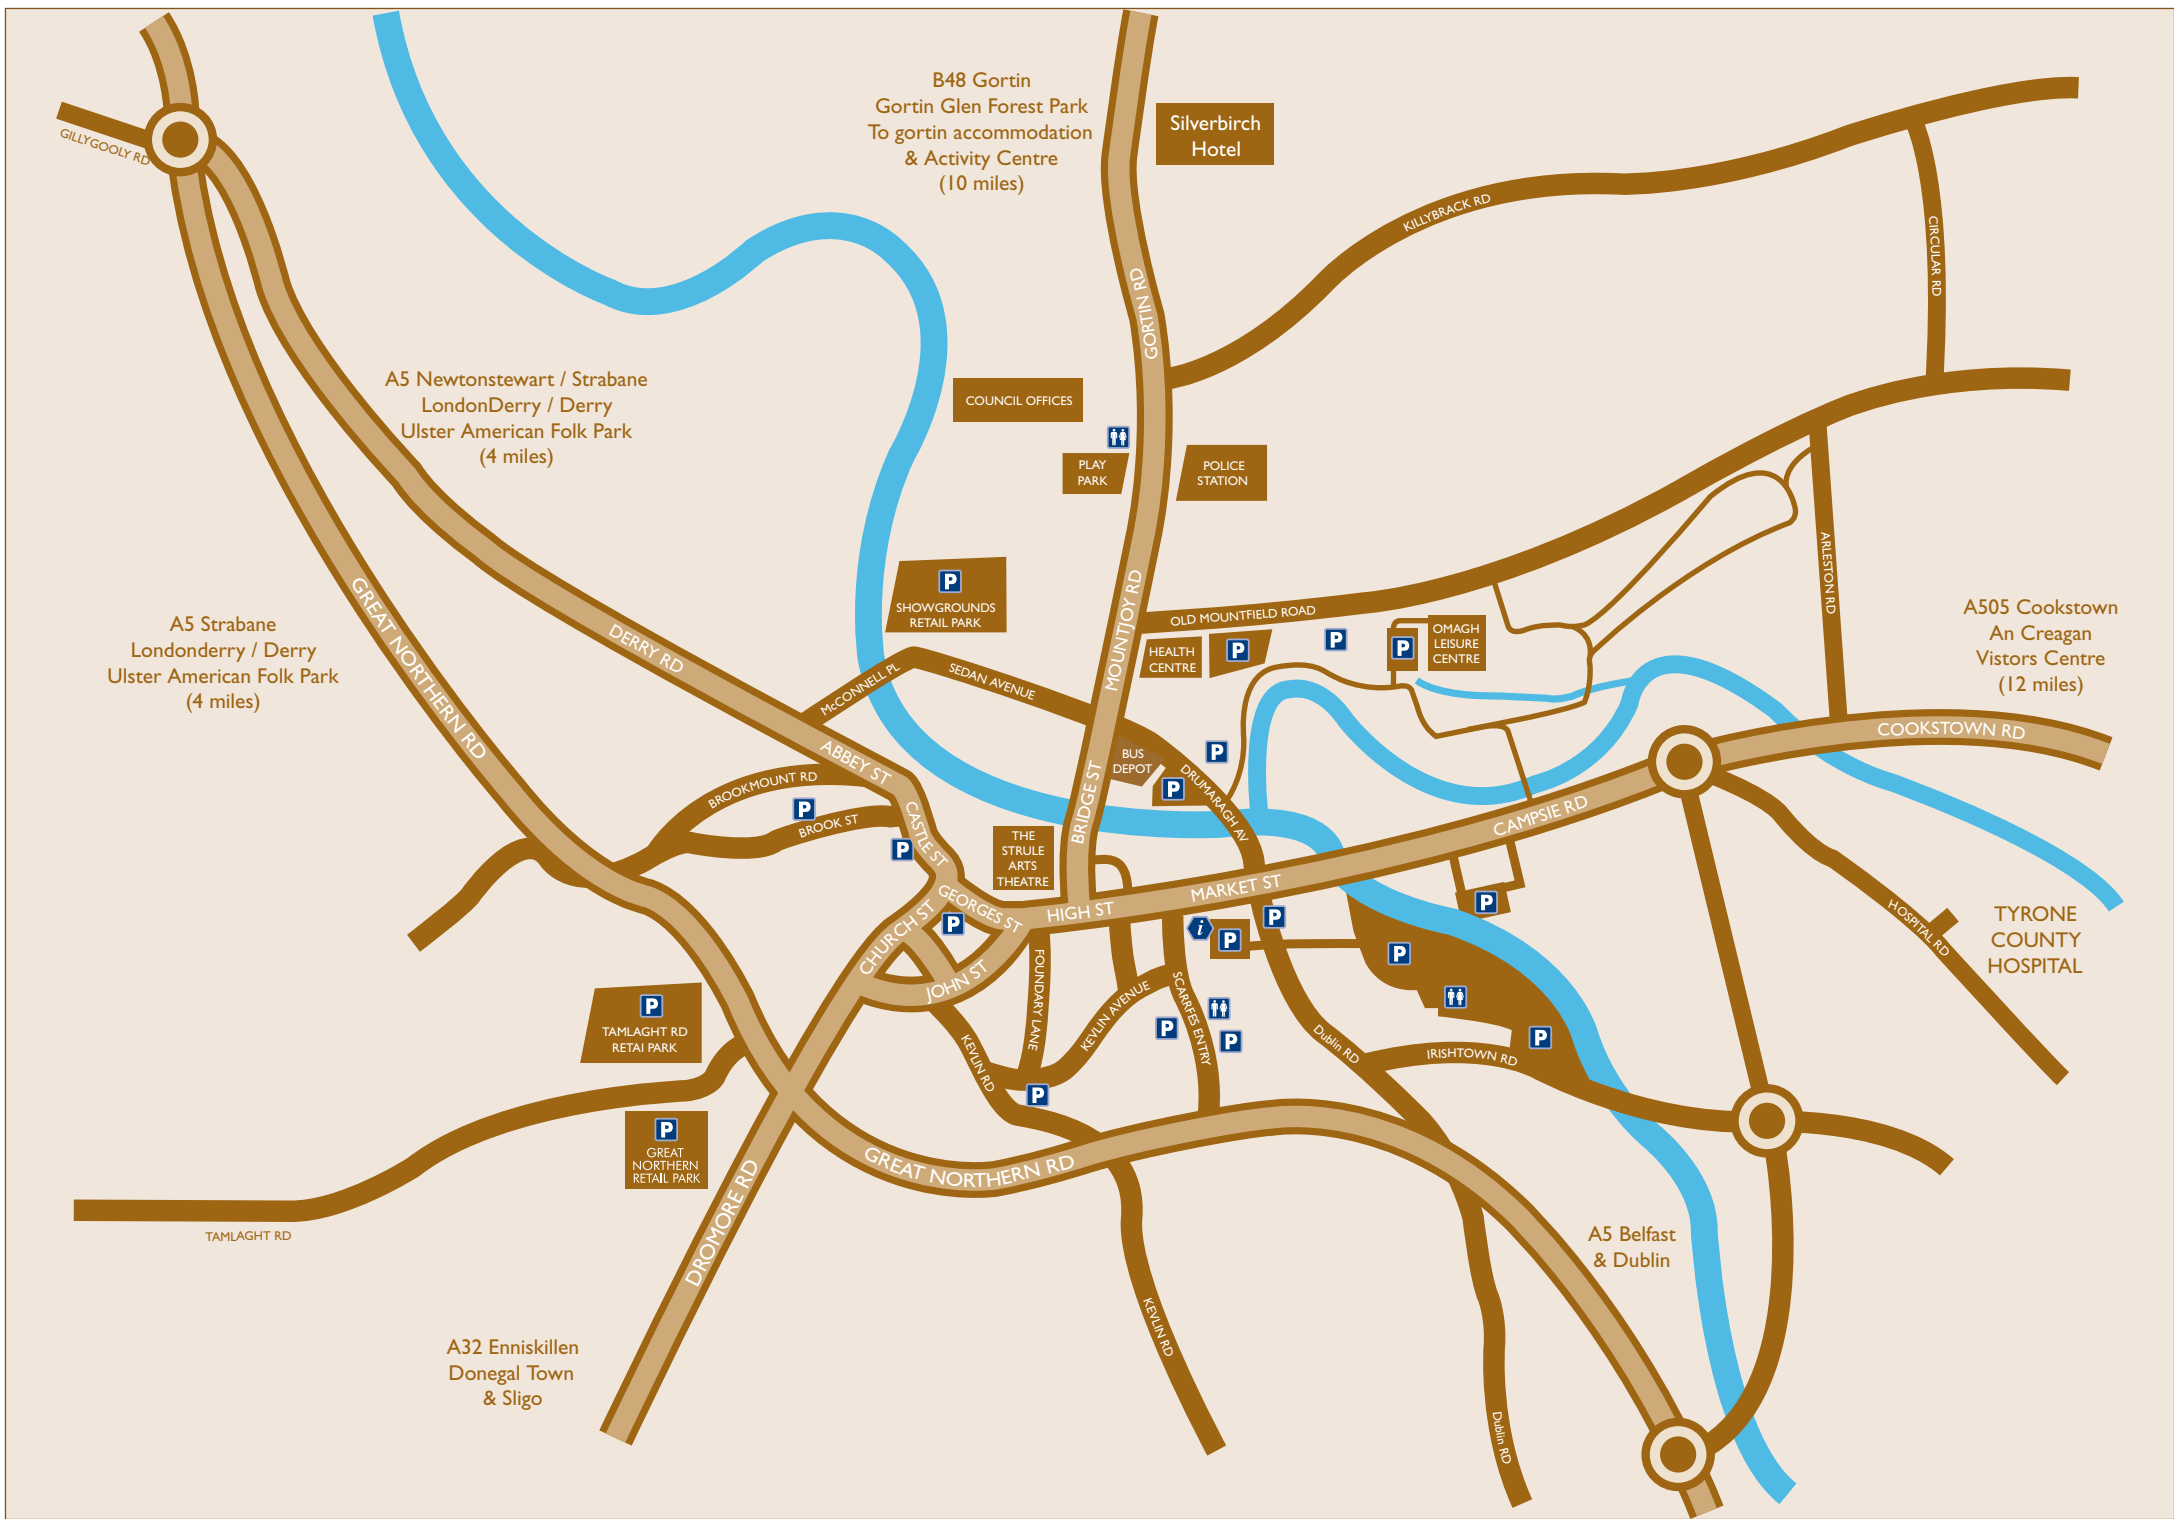 B48 Gortin
Gortin Glen Forest Park
To gortin accommodation
& Activity Centre
(10 miles)
Silverbirch
Hotel
GILLYGOOLY RD
KILLYBRACK RD
CIRCULAR RD
GORTIN RD
A5 Newtonstewart / Strabane
LondonDerry / Derry
Ulster American Folk Park
(4 miles)
COUNCIL OFFICES
PLAY
PARK
POLICE
STATION
P
SHOWGROUNDS
RETAIL PARK
A5 Strabane
Londonderry / Derry
Ulster American Folk Park
(4 miles)
GREAT NORTHERN RD
DERRY RD
McCONNELL PL
SEDAN AVENUE
MOUNTJOY RD
OLD MOUNTFIELD ROAD
HEALTH
CENTRE
P
P
P
OMAGH
LEISURE
CENTRE
ARLESTON RD
A505 Cookstown
An Creagan
Vistors Centre
(12 miles)
COOKSTOWN RD
ABBEY ST
BROOKMOUNT RD
P
BROOK ST
P
CASTLE ST
BUS
DEPOT
P
P
DRUMARAGH AV
BRIDGE ST
THE
STRULE
ARTS
THEATRE
CAMPSIE RD
MARKET ST
HIGH ST
GEORGES ST
P
CHURCH ST
JOHN ST
i
P
P
P
P
HOSPITAL RD
TYRONE
COUNTY
HOSPITAL
FOUNDARY LANE
KEVLIN AVENUE
SCARFFES ENTRY
P
P
P
KEVLIN RD
P
Dublin RD
IRISHTOWN RD
P
TAMLAGHT RD
RETAI PARK
P
GREAT
NORTHERN
RETAIL PARK
GREAT NORTHERN RD
DROMORE RD
TAMLAGHT RD
A5 Belfast
& Dublin
KEVLIN RD
A32 Enniskillen
Donegal Town
& Sligo
Dublin RD